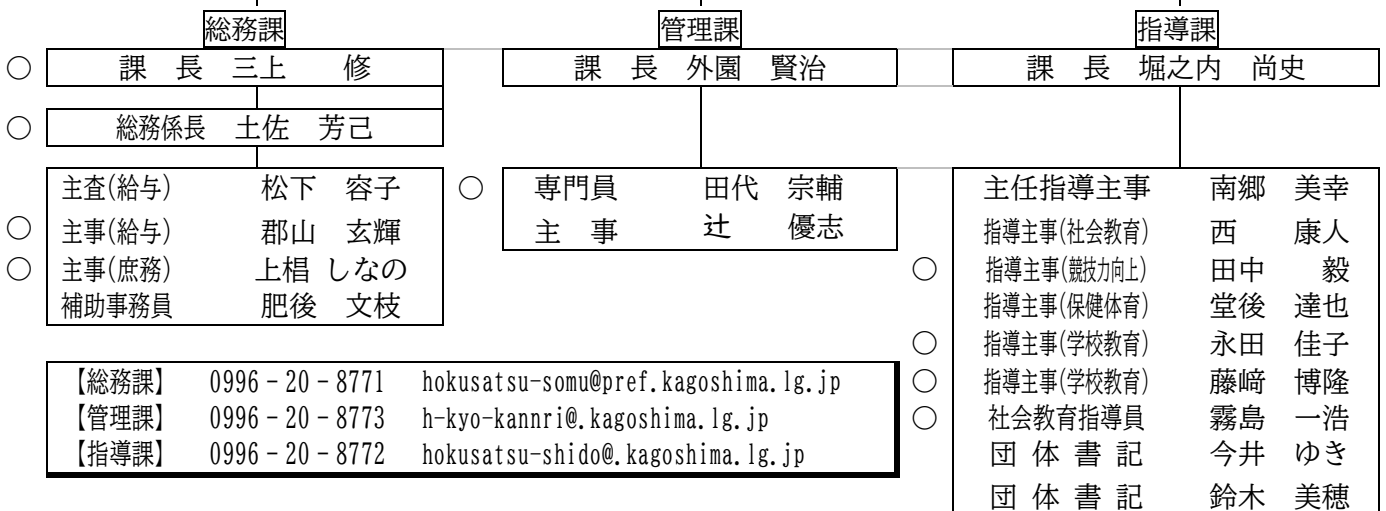 総務課 管理課 指導課
○ 課 長 三上 修 課 長 外園 賢治 課 長 堀之内 尚史
○ 総務係長 土佐 芳己
主査(給与) 松下 容子 ○ 専門員 田代 宗輔 主任指導主事 南郷 美幸
○ 主事(給与) 郡山 玄輝 主 事 辻 優志 指導主事(社会教育) 西 康人
○ 主事(庶務) 上椙 しなの ○ 指導主事(競技力向上) 田中 毅
補助事務員 肥後 文枝 指導主事(保健体育) 堂後 達也
○ 指導主事(学校教育) 永田 佳子
【総務課】 0996-20-8771 hokusatsu-somu@pref.kagoshima.lg.jp ○ 指導主事(学校教育) 藤﨑 博隆
【管理課】 0996-20-8773 h-kyo-kannri@.kagoshima.lg.jp ○ 社会教育指導員 霧島 一浩
【指導課】 0996-20-8772 hokusatsu-shido@.kagoshima.lg.jp 団 体 書 記 今井 ゆき
団 体 書 記 鈴木 美穂